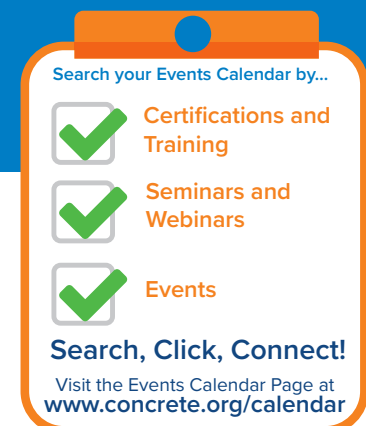 Search your Events Calendar by...
Certifications and
Training
Seminars and
Webinars
Events
Search, Click, Connect!
Visit the Events Calendar Page at
www.concrete.org/calendar